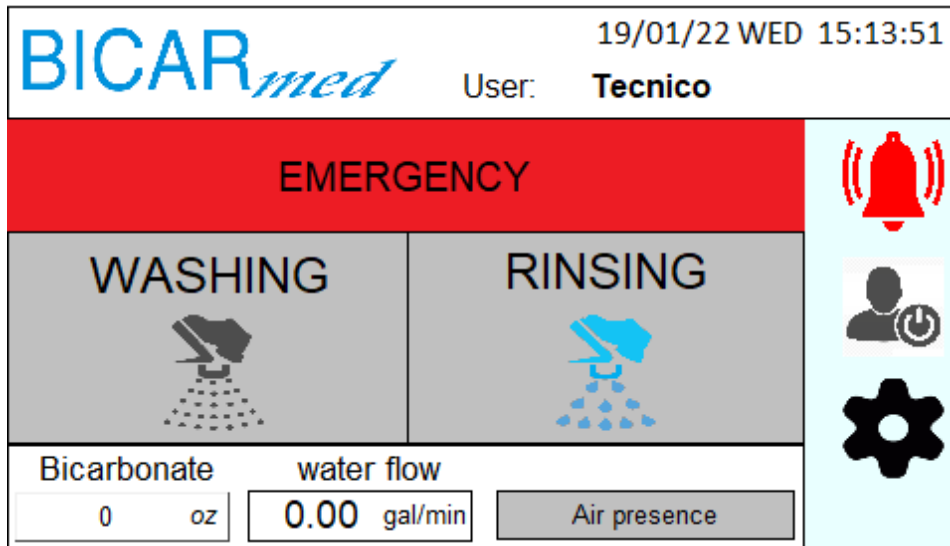 BICARmed
19/01/22 WED 15:13:51
User: Tecnico
EMERGENCY
WASHING
RINSING
Bicarbonate
water flow
0 oz
0.00 gal/min
Air presence